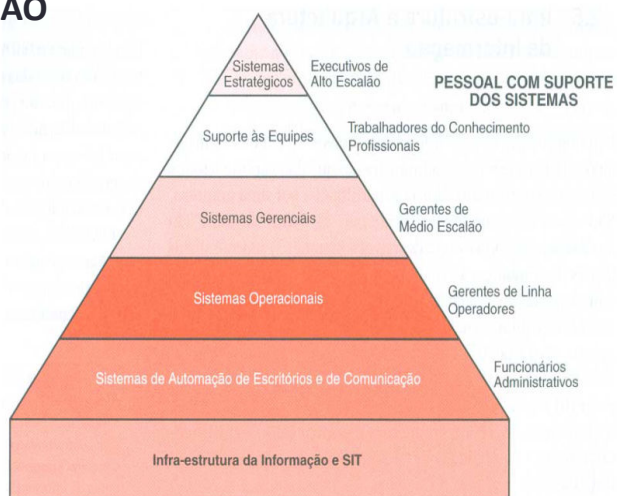 ÃO
Sistemas
Estratégicos
Executivos de
Alto Escalão
PESSOAL COM SUPORTE
DOS SISTEMAS
Suporte às Equipes
Trabalhadores do Conhecimento
Profissionais
Sistemas Gerenciais
Gerentes de
Médio Escalão
Sistemas Operacionais
Gerentes de Linha
Operadores
Sistemas de Automação de Escritórios e de Comunicação
Funcionários
Administrativos
Infra-estrutura da Informação e SIT